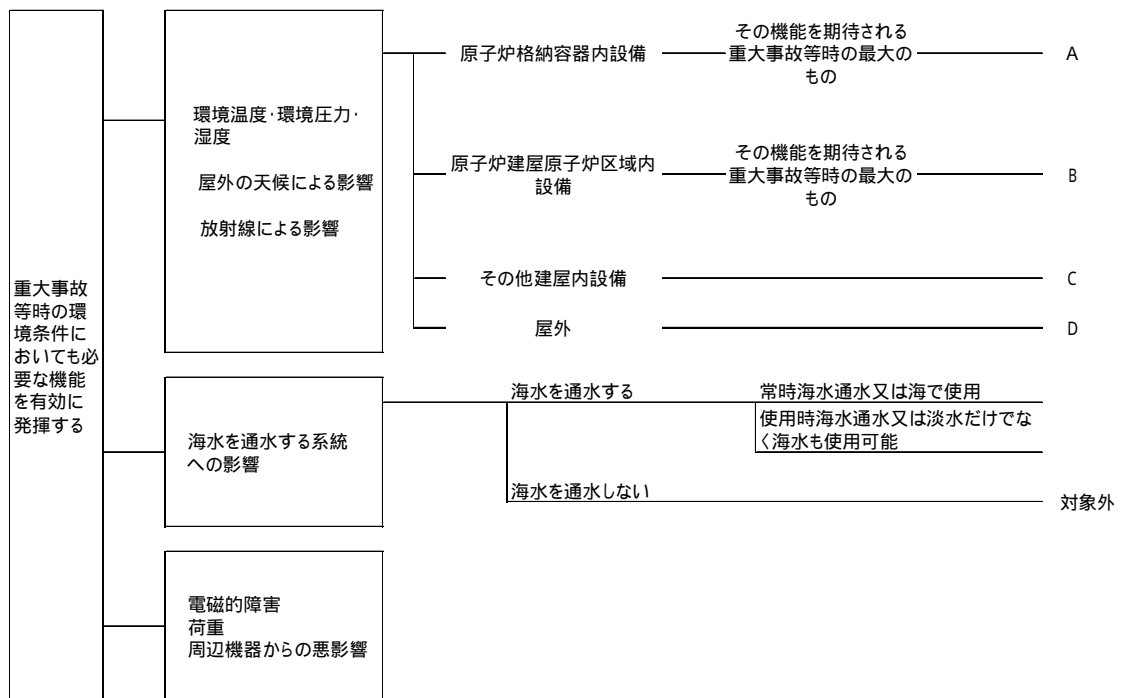 重大事故
等時の環
境条件に
おいても必
要な機能
を有効に
発揮する
環境温度・環境圧力・
湿度
屋外の天候による影響
放射線による影響
原子炉格納容器内設備
その機能を期待される
重大事故等時の最大の
もの
A
原子炉建屋原子炉区域内
設備
その機能を期待される
重大事故等時の最大の
もの
B
その他建屋内設備
C
屋外
D
海水を通水する系統
への影響
海水を通水する
常時海水通水又は海で使用
使用時海水通水又は淡水だけでな
く海水も使用可能
海水を通水しない
対象外
電磁的障害
荷重
周辺機器からの悪影響